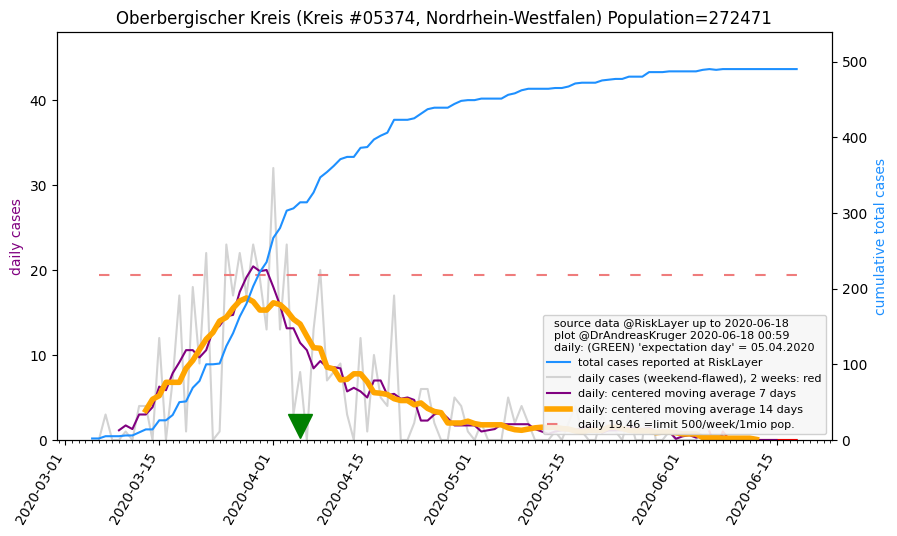 Oberbergischer Kreis (Kreis #05374, Nordrhein-Westfalen) Population=272471
daily cases
40
30
20
10
0
500
400
300
200
100
0
cumulative total cases
source data @RiskLayer up to 2020-06-18
plot @DrAndreasKruger 2020-06-18 00:59
daily: (GREEN) 'expectation day' = 05.04.2020
total cases reported at RiskLayer
daily cases (weekend-flawed), 2 weeks: red
daily: centered moving average 7 days
daily: centered moving average 14 days
daily 19.46 =limit 500/week/1mio pop.
2020-03-01
2020-03-15
2020-04-01
2020-04-15
2020-05-01
2020-05-15
2020-06-01
2020-06-15